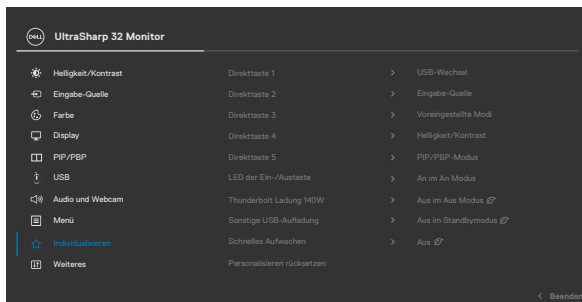 DELL UltraSharp 32 Monitor
Helligkeit/Kontrast Direkttaste 1 > USB-Wechsel
Eingabe-Quelle Direkttaste 2 > Eingabe-Quelle
Farbe Direkttaste 3 > Voreingestellte Modi
Display Direkttaste 4 > Helligkeit/Kontrast
PIP/PBP Direkttaste 5 > PIP/PBP-Modus
USB LED der Ein-/Austaste > An im An Modus
Audio und Webcam Thunderbolt Ladung 140W > Aus im Aus Modus
Menü Sonstige USB-Aufladung > Aus im Standbymodus
Individualisieren Schnelles Aufwachen > Aus
Weiteres Personalisieren rücksetzen
< Beenden